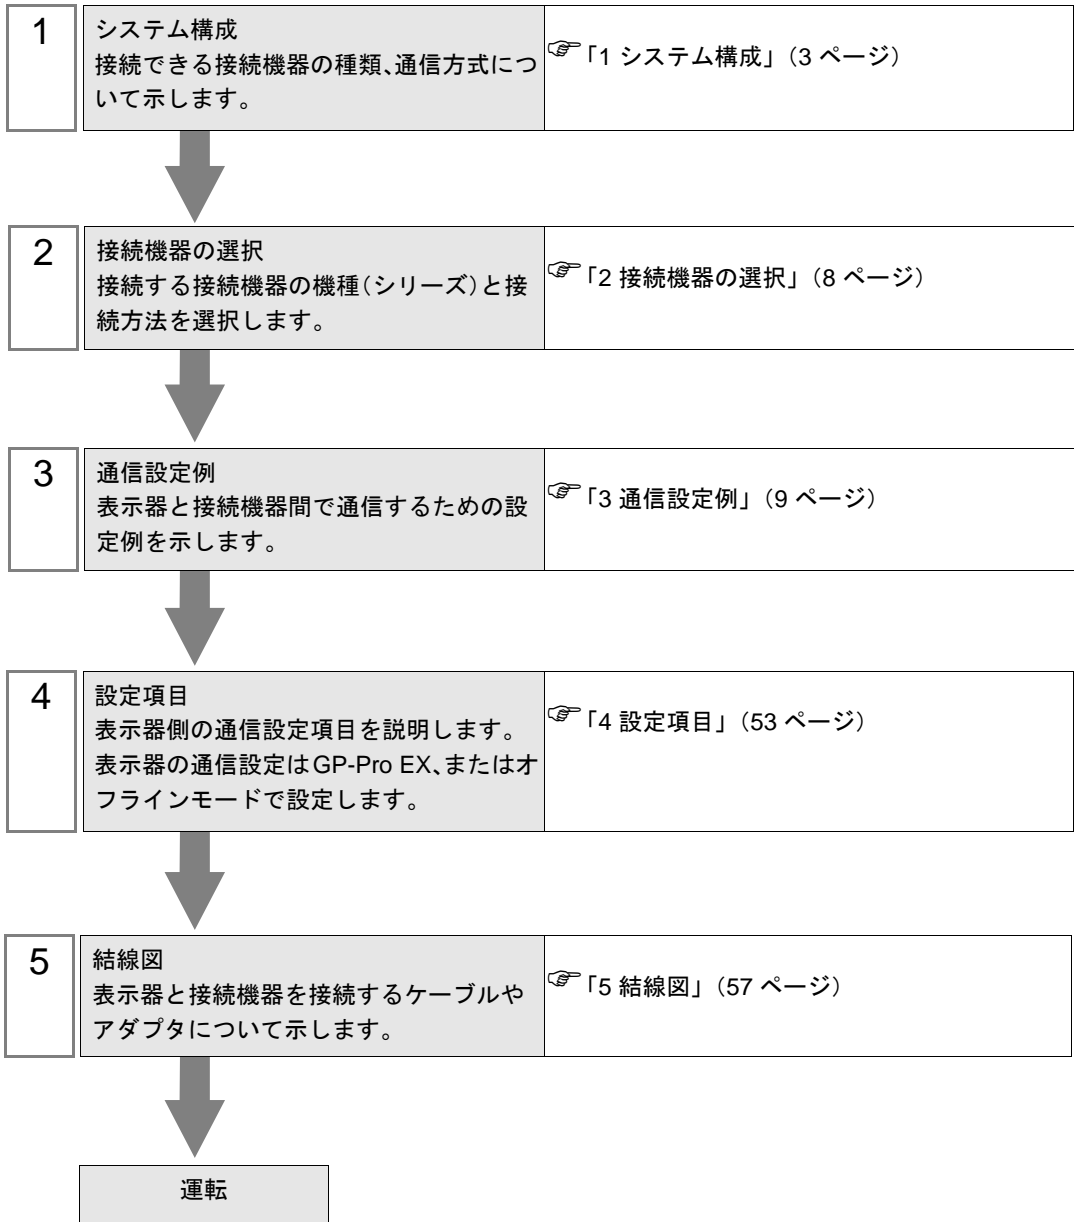 1
システム構成
接続できる接続機器の種類、通信方式につ
いて示します。
☞「1 システム構成」（3 ページ）
2
接続機器の選択
接続する接続機器の機種（シリーズ）と接
続方法を選択します。
☞「2 接続機器の選択」（8 ページ）
3
通信設定例
表示器と接続機器間で通信するための設
定例を示します。
☞「3 通信設定例」（9 ページ）
4
設定項目
表示器側の通信設定項目を説明します。
表示器の通信設定はGP-Pro EX、またはオ
フラインモードで設定します。
☞「4 設定項目」（53 ページ）
5
結線図
表示器と接続機器を接続するケーブルや
アダプタについて示します。
☞「5 結線図」（57 ページ）
運転